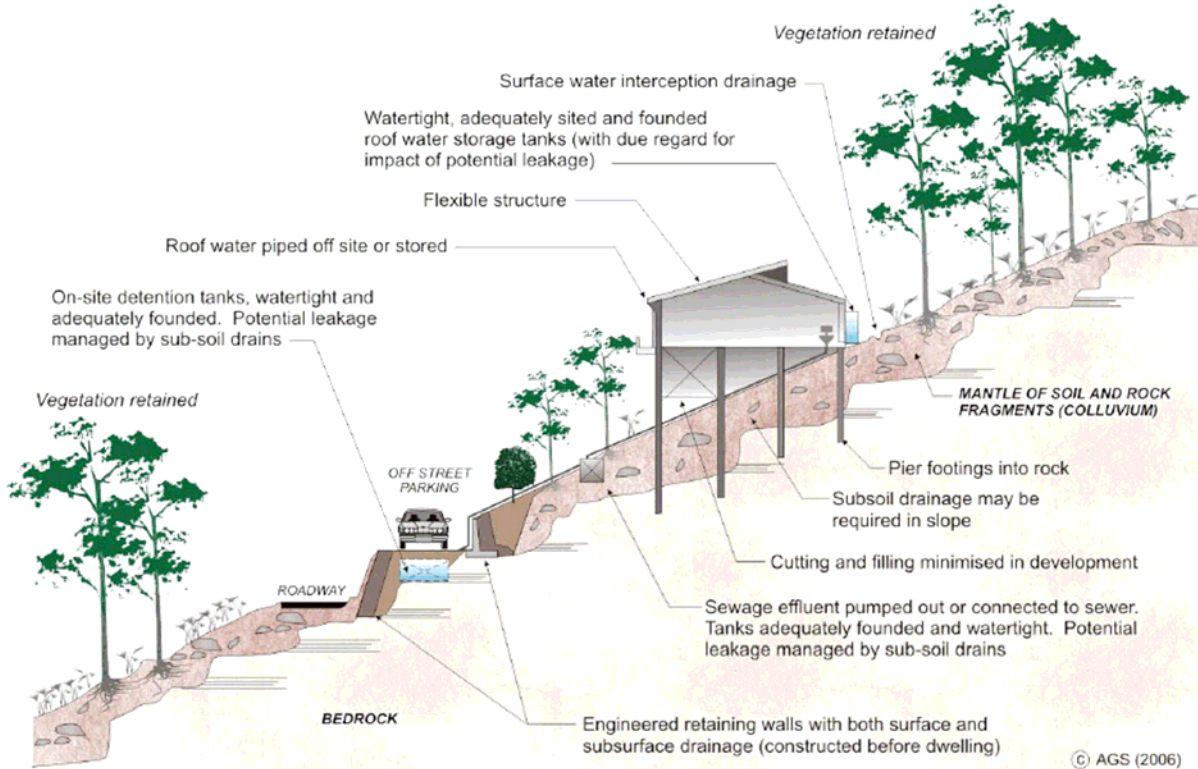 Vegetation retained
Surface water interception drainage
Watertight, adequately sited and founded
roof water storage tanks (with due regard for
impact of potential leakage)
Flexible structure
Roof water piped off site or stored
On-site detention tanks, watertight and
adequately founded.  Potential leakage
managed by sub-soil drains
Vegetation retained
MANTLE OF SOIL AND ROCK
FRAGMENTS (COLLUVIUM)
OFF STREET
PARKING
Pier footings into rock
Subsoil drainage may be
required in slope
Cutting and filling minimised in development
ROADWAY
Sewage effluent pumped out or connected to sewer.
Tanks adequately founded and watertight.  Potential
leakage managed by sub-soil drains
BEDROCK
Engineered retaining walls with both surface and
subsurface drainage (constructed before dwelling)
© AGS (2006)